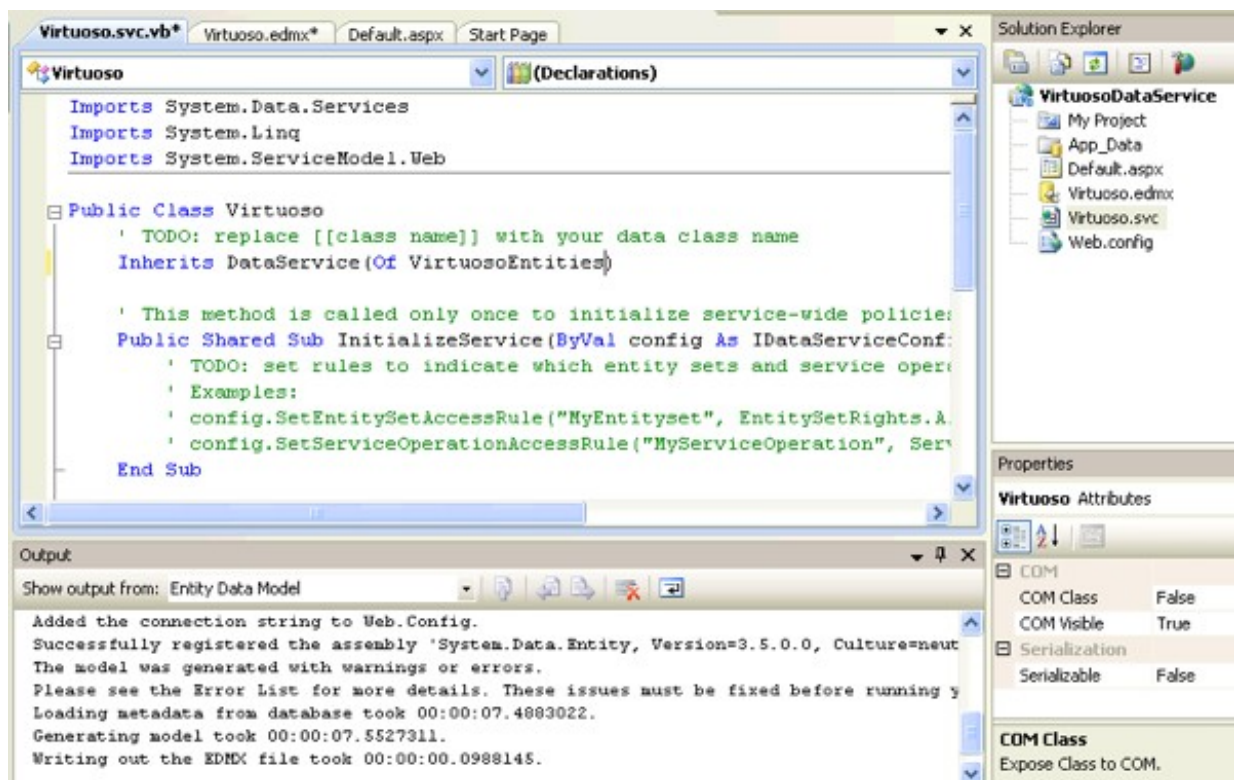 Virtuoso.svc.vb* Virtuoso.edmx* Default.aspx Start Page
Virtuoso (Declarations)
Imports System.Data.Services
Imports System.Linq
Imports System.ServiceModel.Web
Public Class Virtuoso
' TODO: replace [[class name]] with your data class name
Inherits DataService(Of VirtuosoEntities)
' This method is called only once to initialize service-wide policies
Public Shared Sub InitializeService(ByVal config As IDataServiceConf
' TODO: set rules to indicate which entity sets and service opera
' Examples:
' config.SetEntitySetAccessRule("MyEntityset", EntitySetRights.A
' config.SetServiceOperationAccessRule("MyServiceOperation", Serv
End Sub
Output
Show output from: Entity Data Model
Added the connection string to Web.Config.
Successfully registered the assembly 'System.Data.Entity, Version=3.5.0.0, Culture=neut
The model was generated with warnings or errors.
Please see the Error List for more details. These issues must be fixed before running y
Loading metadata from database took 00:00:07.4883022.
Generating model took 00:00:07.5527311.
Writing out the EDMX file took 00:00:00.0988145.
Solution Explorer
VirtuosoDataService
My Project
App_Data
Default.aspx
Virtuoso.edmx
Virtuoso.svc
Web.config
Properties
Virtuoso Attributes
COM
COM Class False
COM Visible True
Serialization
Serializable False
COM Class
Expose Class to COM.